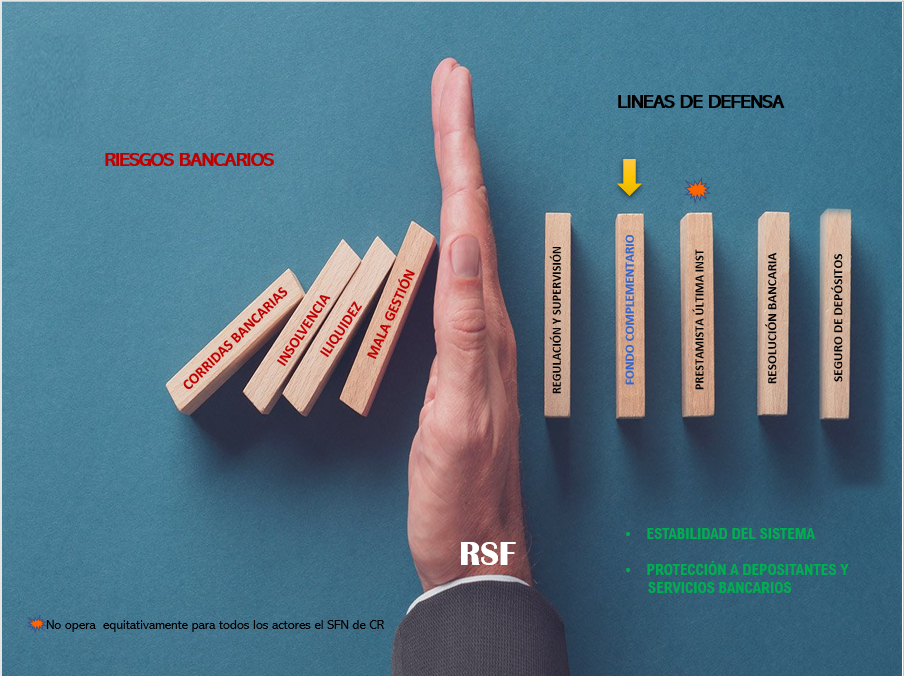 LINEAS DE DEFENSA
RIESGOS BANCARIOS
CORRIDAS BANCARIAS
INSOLVENCIA
ILIQUIDEZ
MALA GESTIÓN
REGULACIÓN Y SUPERVISIÓN
FONDO COMPLEMENTARIO
PRESTAMISTA ÚLTIMA INST
RESOLUCIÓN BANCARIA
SEGURO DE DEPÓSITOS
RSF
• ESTABILIDAD DEL SISTEMA
• PROTECCIÓN A DEPOSITANTES Y
SERVICIOS BANCARIOS
No opera equitativamente para todos los actores el SFN de CR